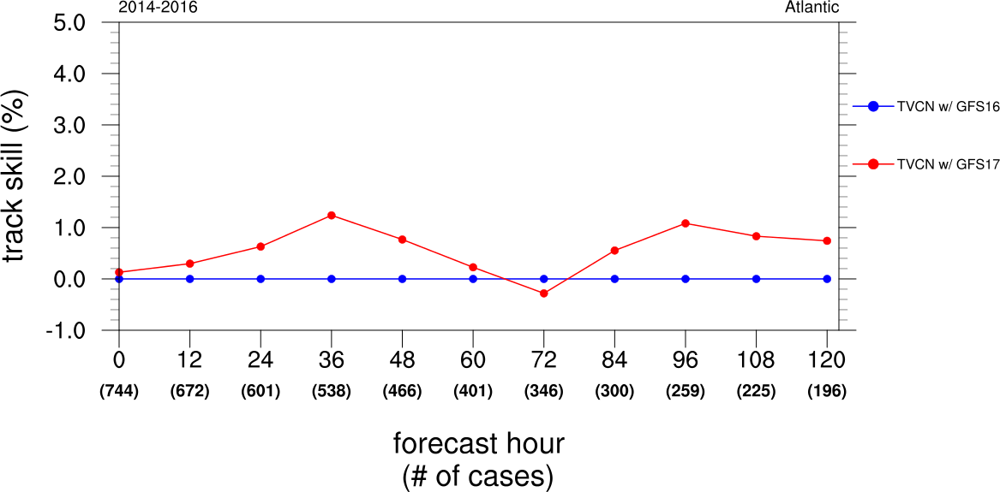 2014-2016 Atlantic
5.0
4.0
3.0
2.0
1.0
0.0
-1.0
track skill (%)
TVCN w/ GFS16
TVCN w/ GFS17
0 12 24 36 48 60 72 84 96 108 120
(744) (672) (601) (538) (466) (401) (346) (300) (259) (225) (196)
forecast hour
(# of cases)